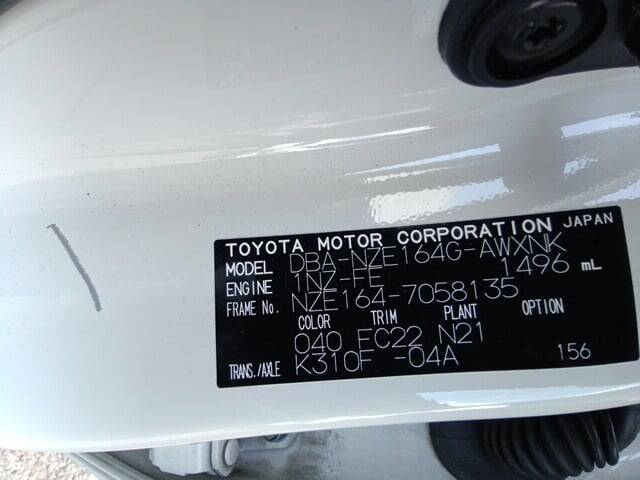 TOYOTA MOTOR CORPORATION JAPAN
MODEL DBA-NZE164G-AWXNK
ENGINE 1NZ-FE 1496 mL
FRAME No. NZE164-7058135
COLOR TRIM PLANT OPTION
040 FC22 N21
TRANS./AXLE K310F -04A 156